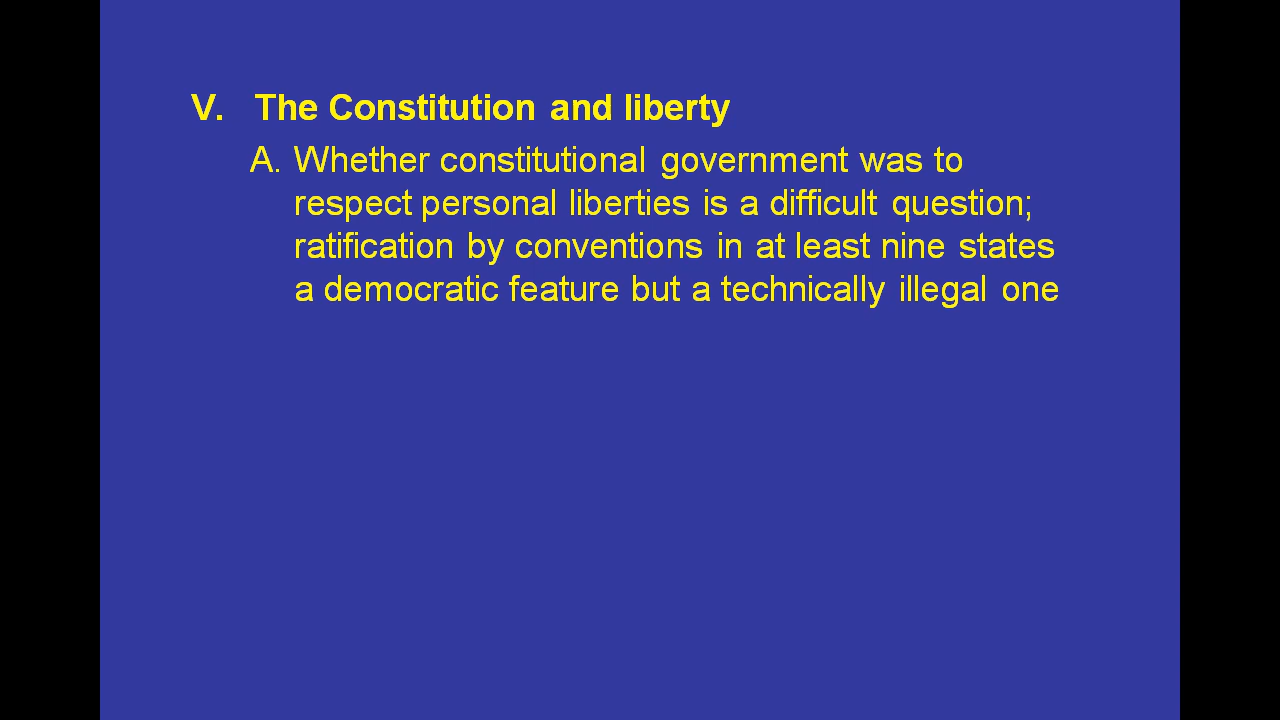 V. The Constitution and liberty
A. Whether constitutional government was to
respect personal liberties is a difficult question;
ratification by conventions in at least nine states
a democratic feature but a technically illegal one